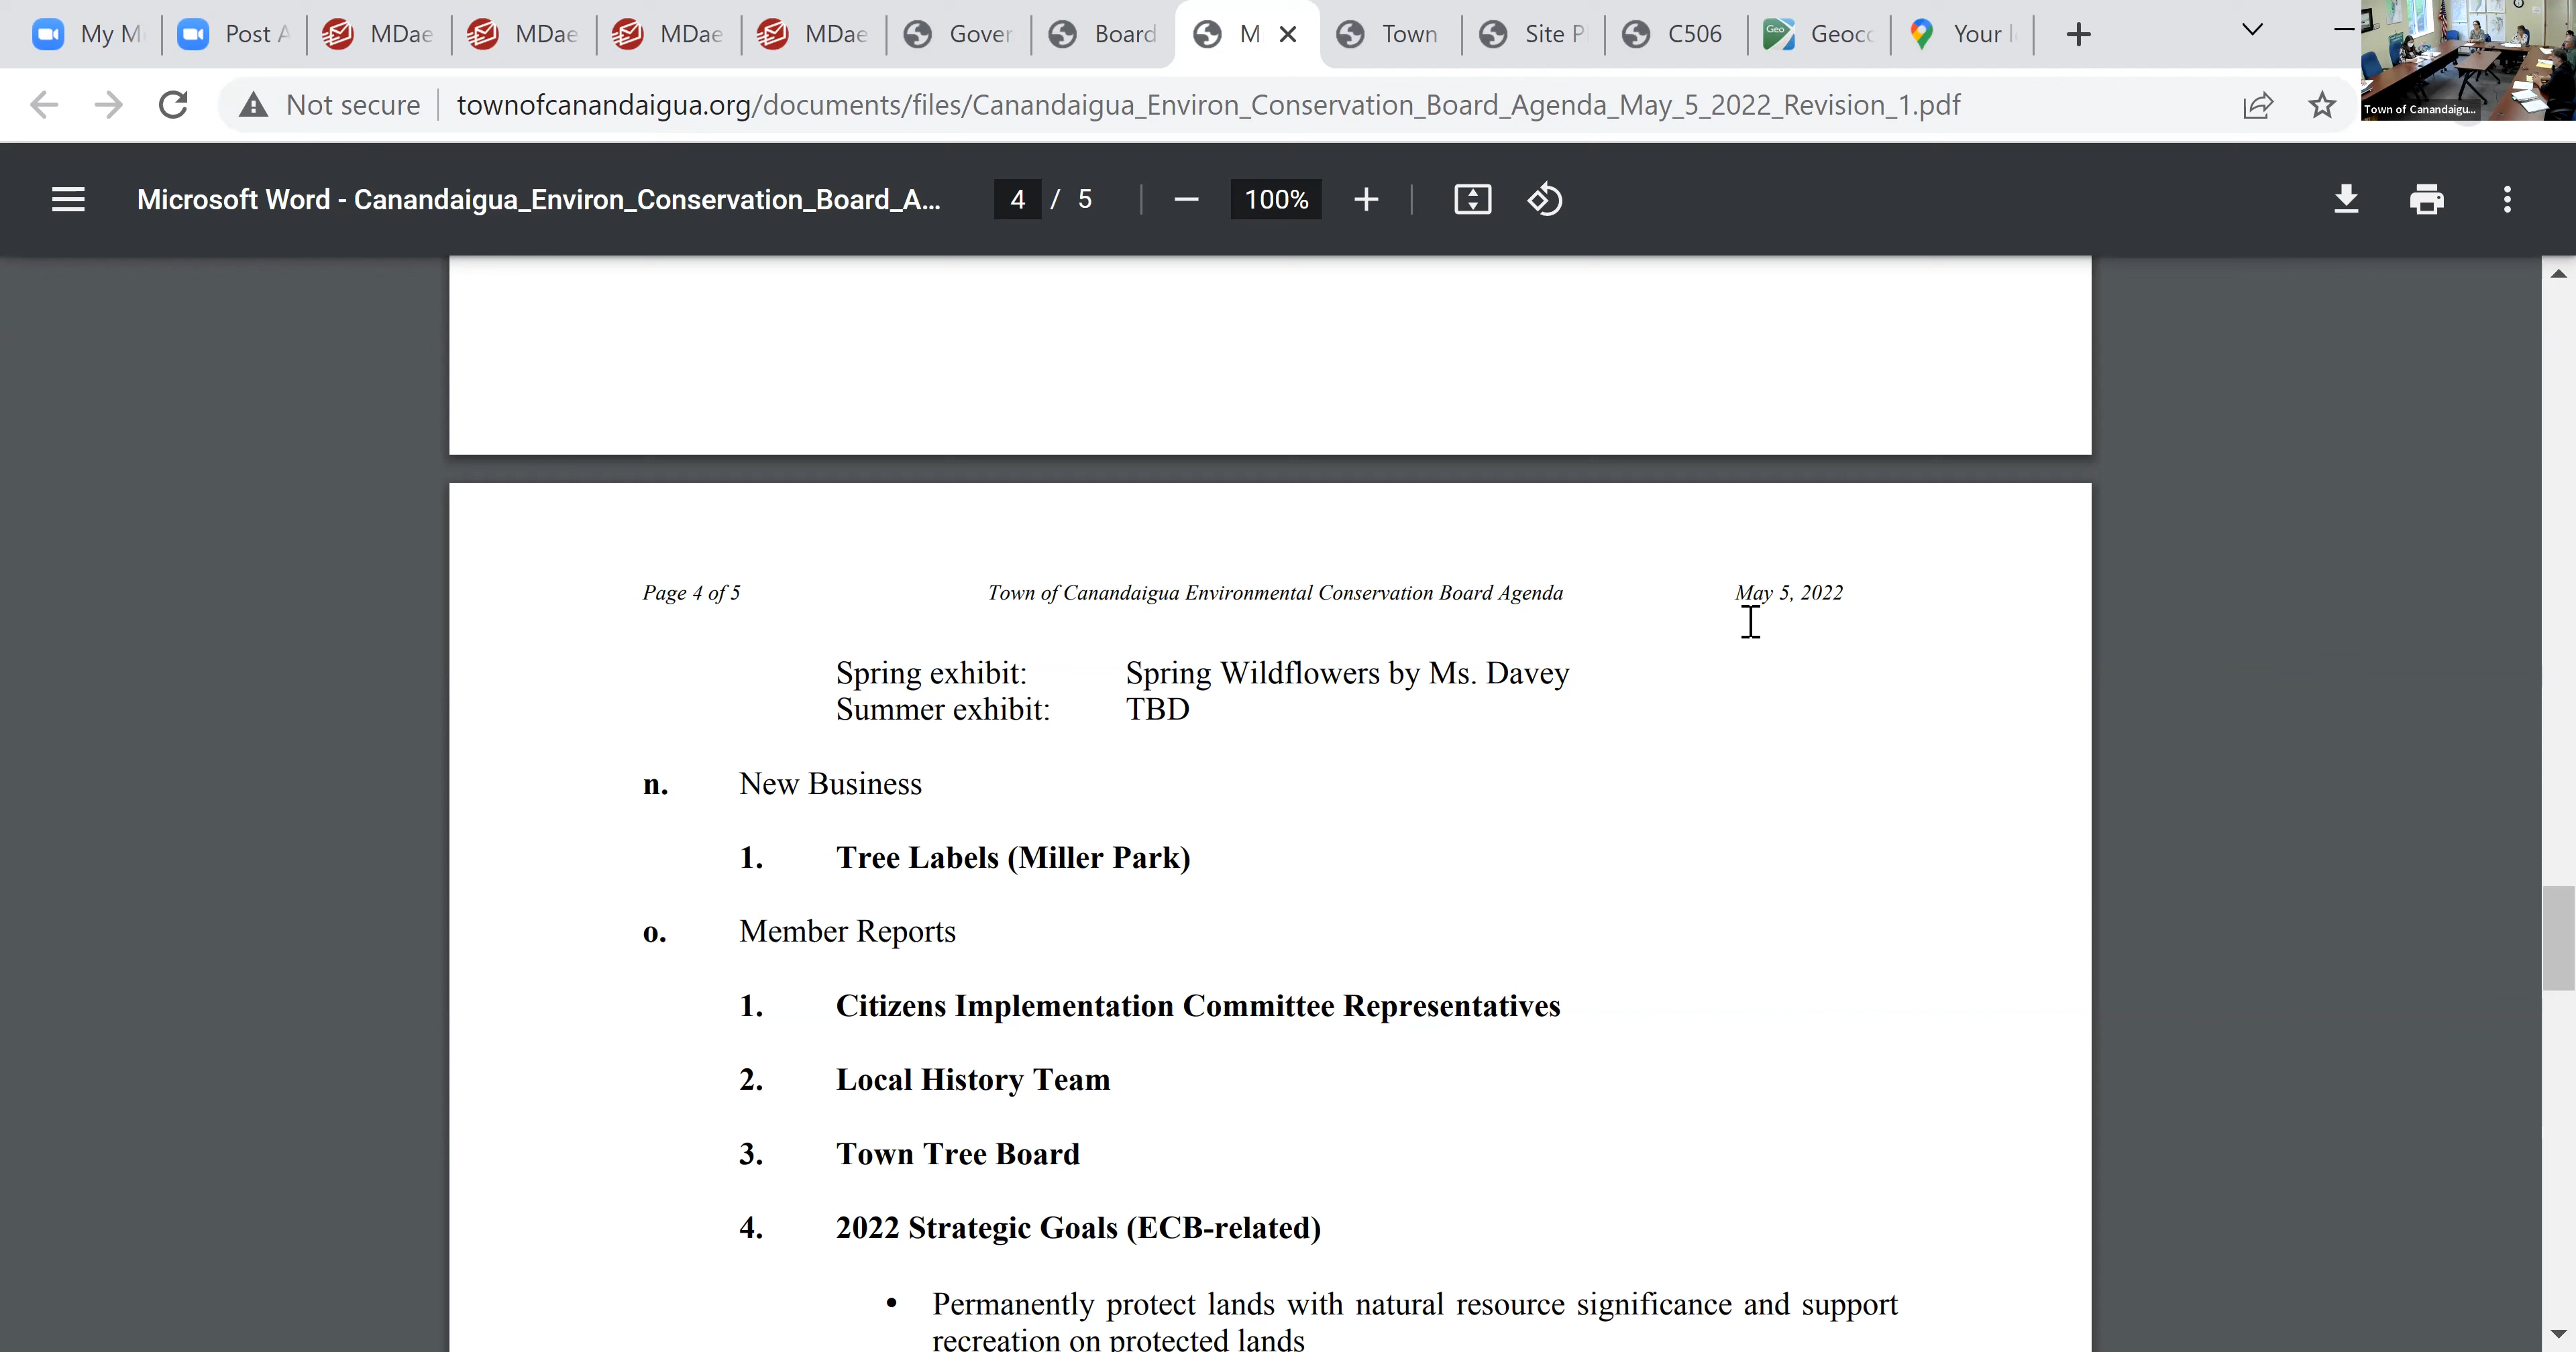 My M
Post A
MDae
MDae
MDae
MDae
Gover
Board
M
Town
Site P
C506
Geocc
Your l
Not secure
townofcanandaigua.org/documents/files/Canandaigua_Environ_Conservation_Board_Agenda_May_5_2022_Revision_1.pdf
Town of Canandaigu...
Microsoft Word - Canandaigua_Environ_Conservation_Board_A...
4 / 5
100%
Page 4 of 5 Town of Canandaigua Environmental Conservation Board Agenda May 5, 2022
Spring exhibit: Spring Wildflowers by Ms. Davey
Summer exhibit: TBD
n. New Business
1. Tree Labels (Miller Park)
o. Member Reports
1. Citizens Implementation Committee Representatives
2. Local History Team
3. Town Tree Board
4. 2022 Strategic Goals (ECB-related)
• Permanently protect lands with natural resource significance and support
recreation on protected lands